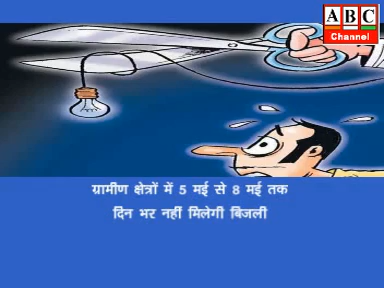 ABC
Channel
ग्रामीण क्षेत्रों में 5 मई से 8 मई तक
दिन भर नहीं मिलेगी बिजली